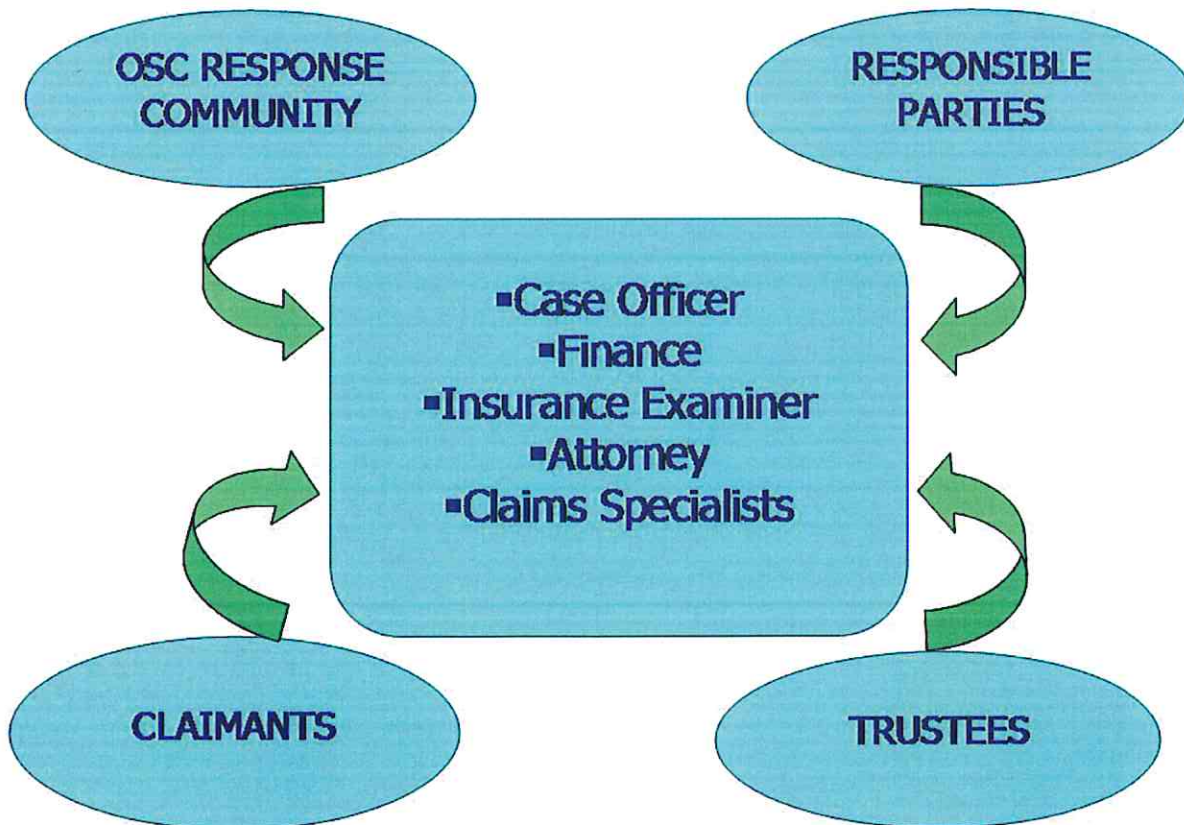 OSC RESPONSE
COMMUNITY
RESPONSIBLE
PARTIES
▪Case Officer
▪Finance
▪Insurance Examiner
▪Attorney
▪Claims Specialists
CLAIMANTS
TRUSTEES